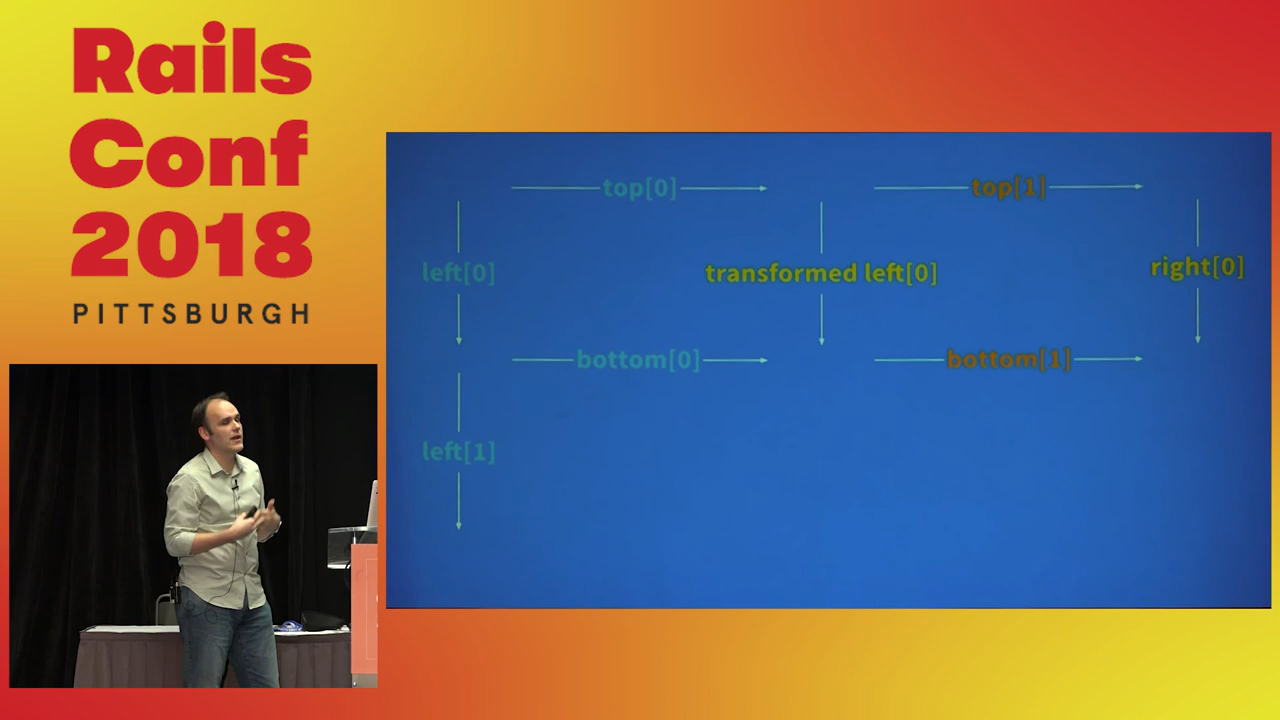 Rails
Conf
2018
PITTSBURGH
top[0]
top[1]
left[0]
transformed left[0]
right[0]
bottom[0]
bottom[1]
left[1]